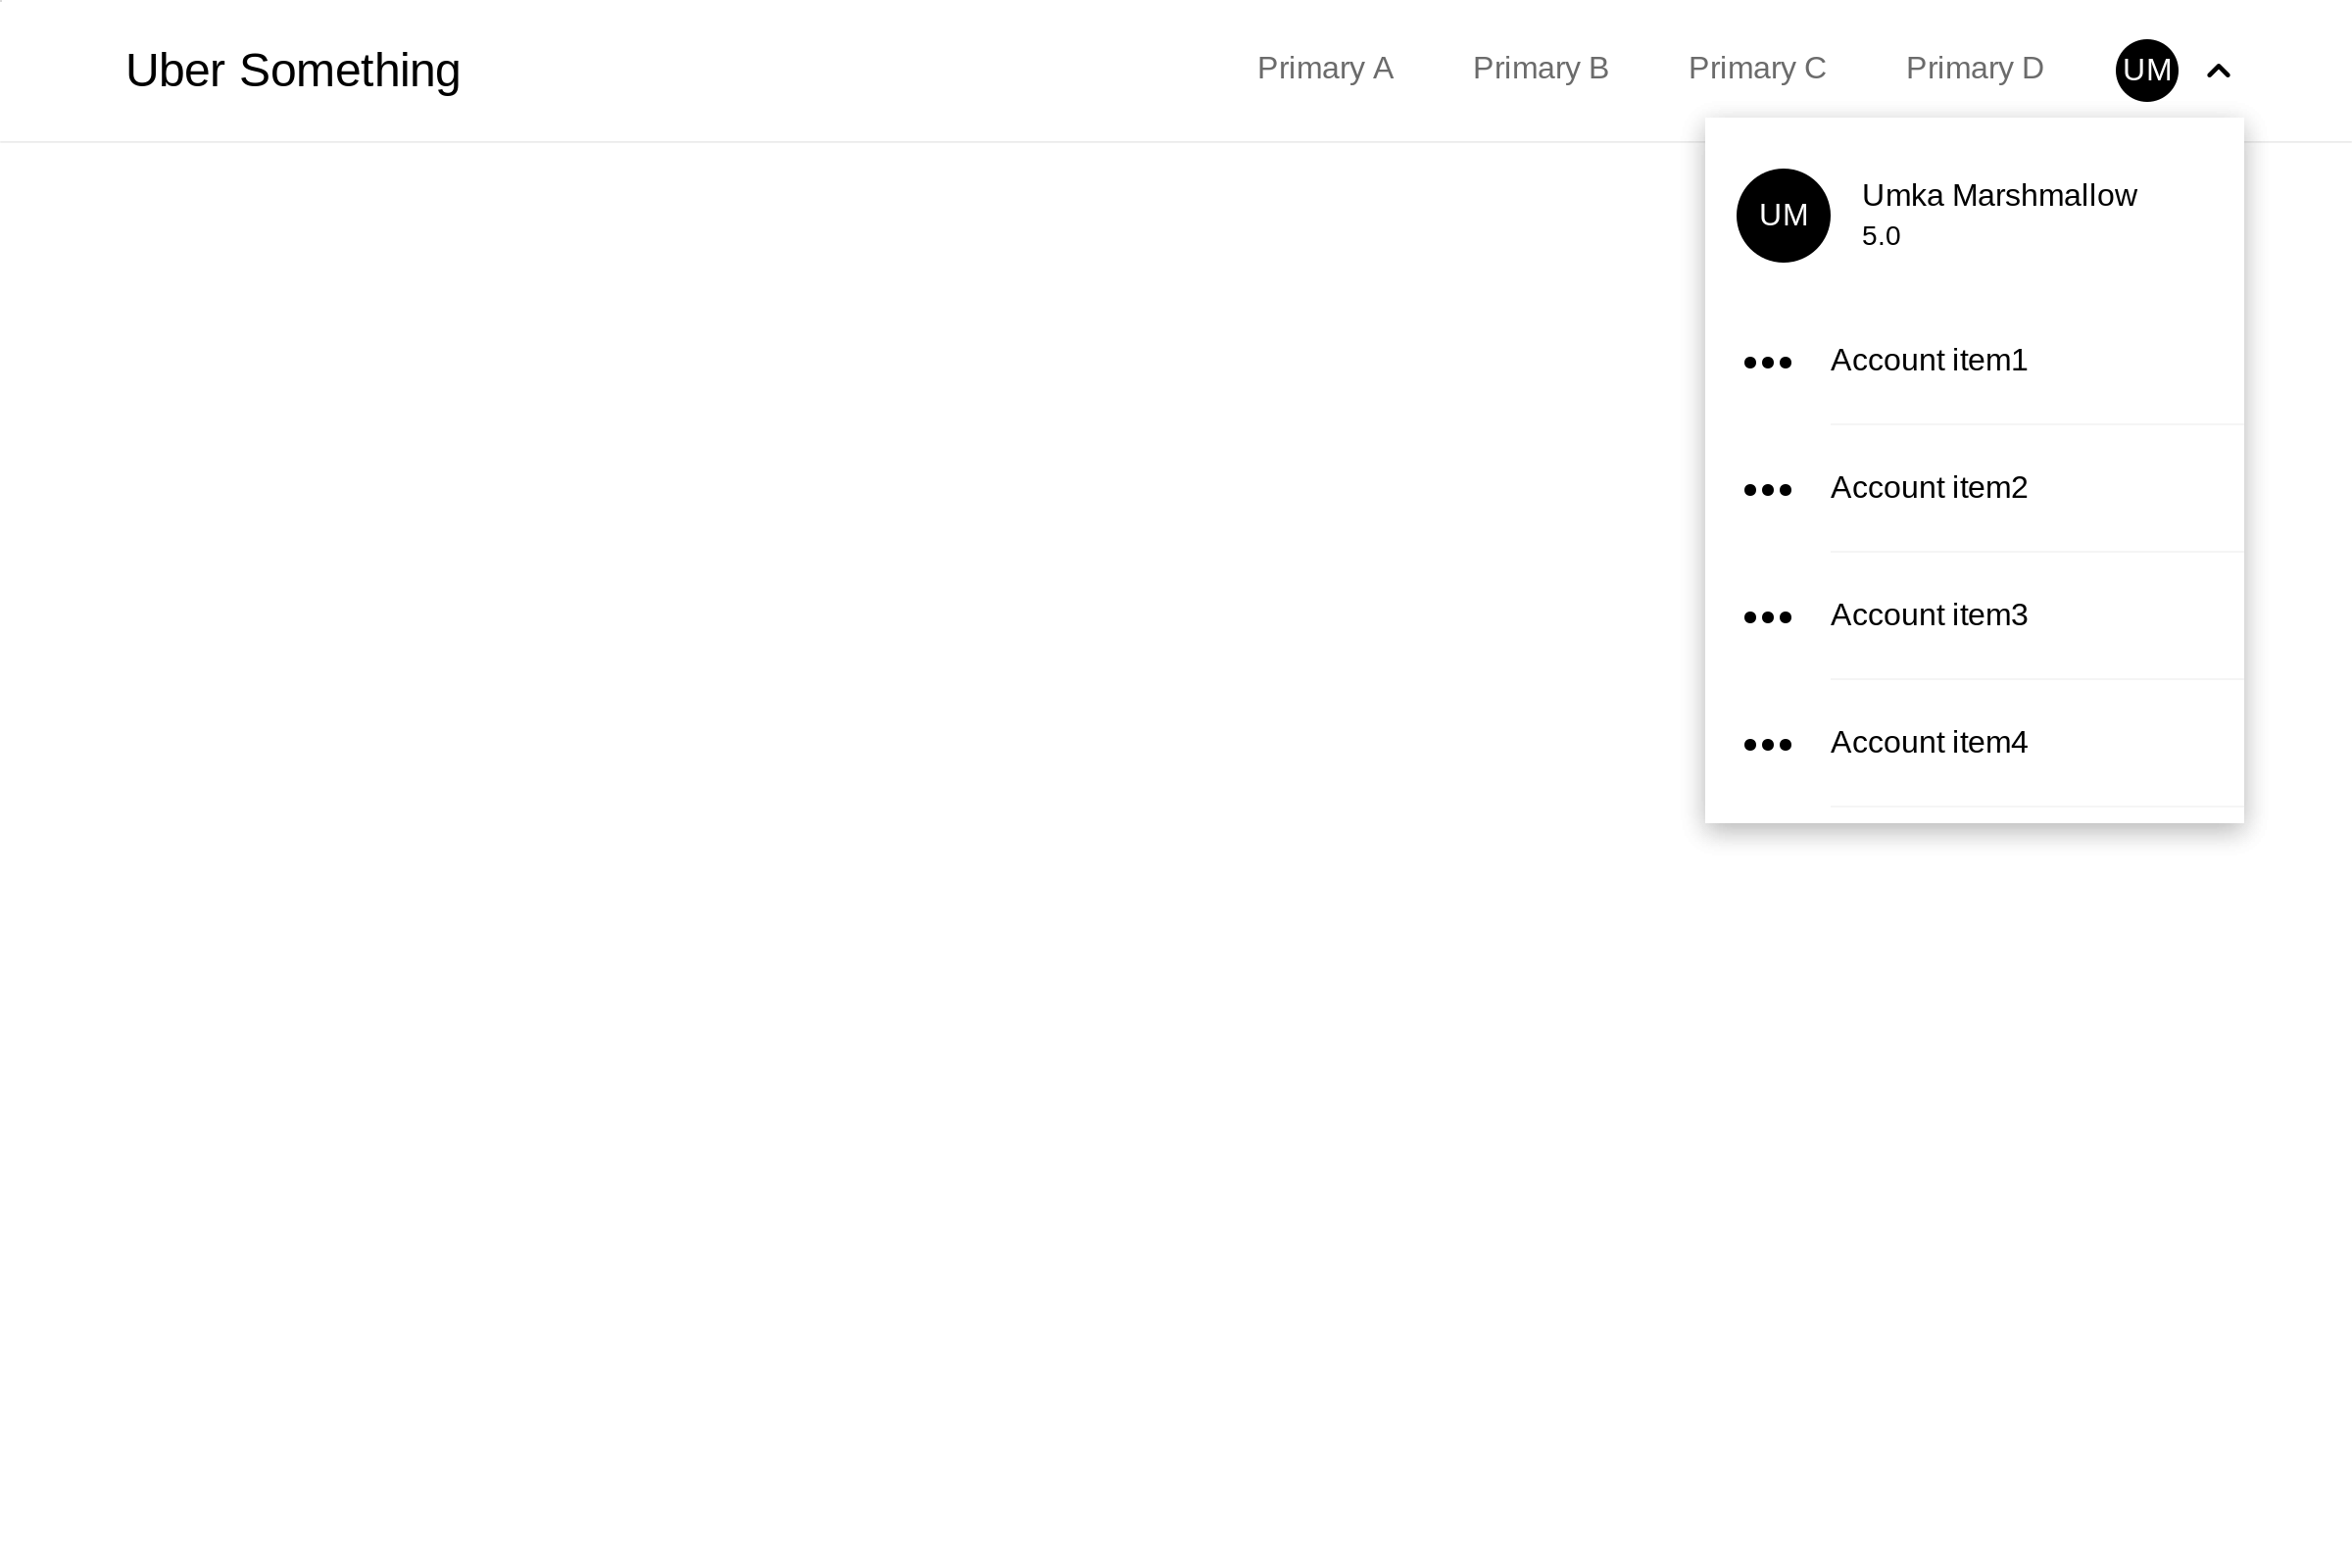 Uber Something
Primary A
Primary B
Primary C
Primary D
UM
UM
Umka Marshmallow
5.0
Account item1
Account item2
Account item3
Account item4